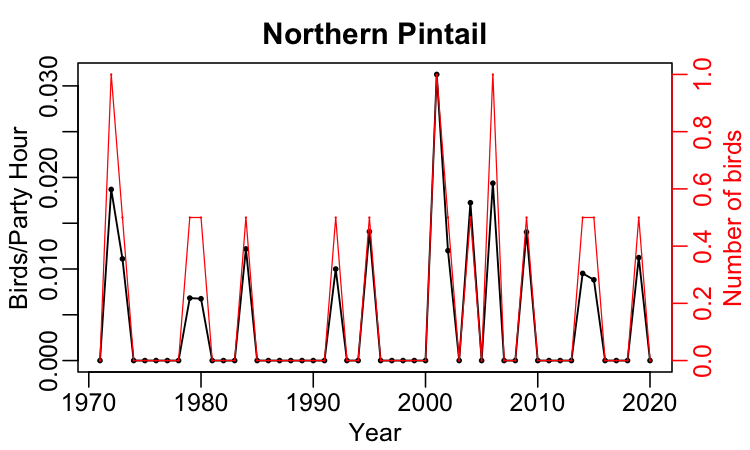 Northern Pintail
Birds/Party Hour
0.000 0.010 0.020 0.030
0.0 0.2 0.4 0.6 0.8 1.0
Number of birds
1970 1980 1990 2000 2010 2020
Year